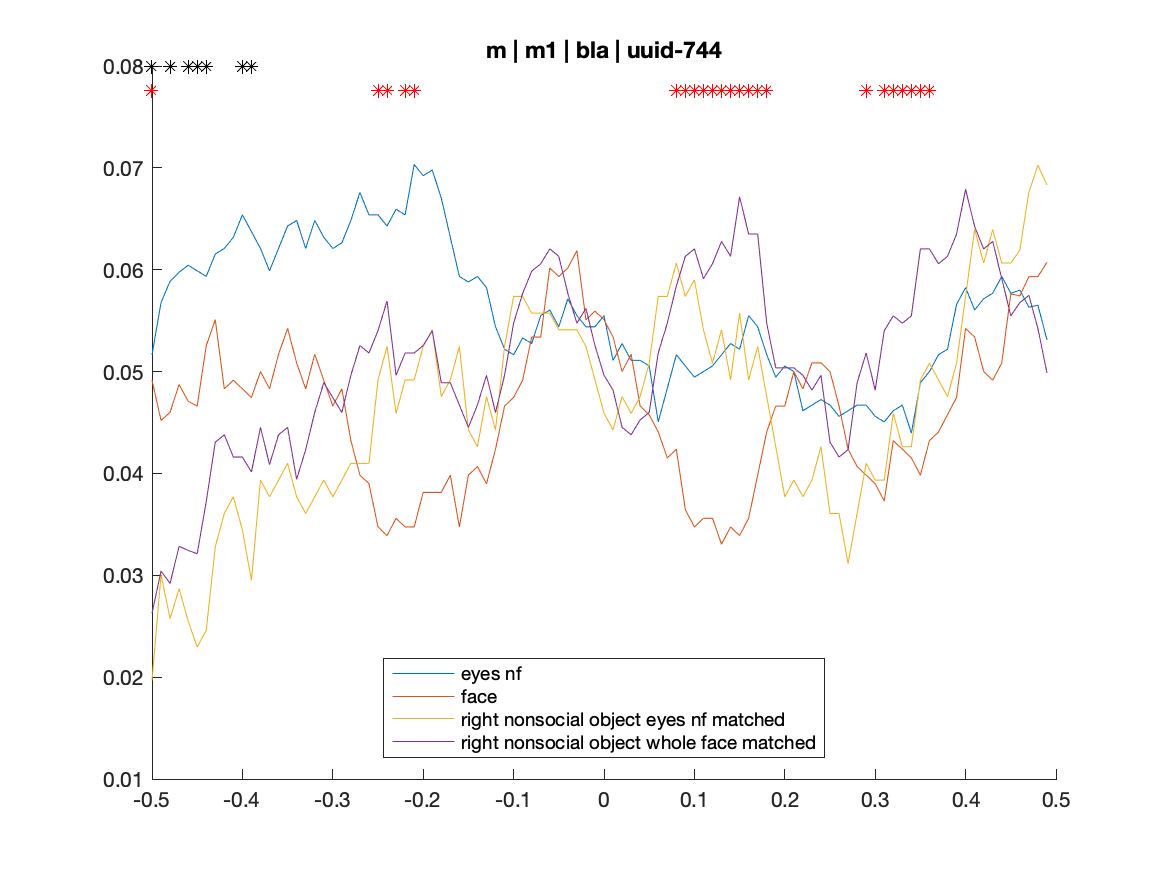 m | m1 | bla | uuid-744
0.08
0.07
0.06
0.05
0.04
0.03
0.02
0.01
eyes nf
face
right nonsocial object eyes nf matched
right nonsocial object whole face matched
-0.5 -0.4 -0.3 -0.2 -0.1 0 0.1 0.2 0.3 0.4 0.5